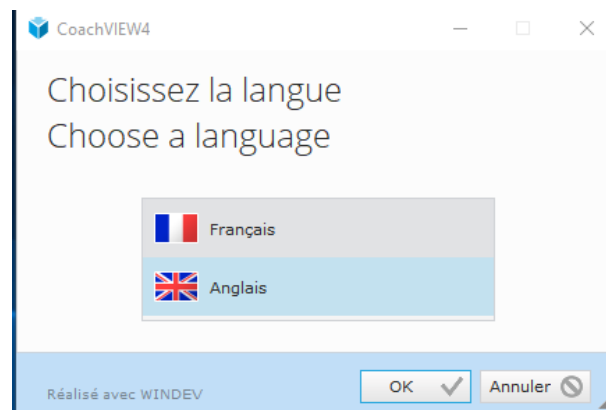 CoachVIEW4
Choisissez la langue
Choose a language
Français
Anglais
Réalisé avec WINDEV
OK
Annuler